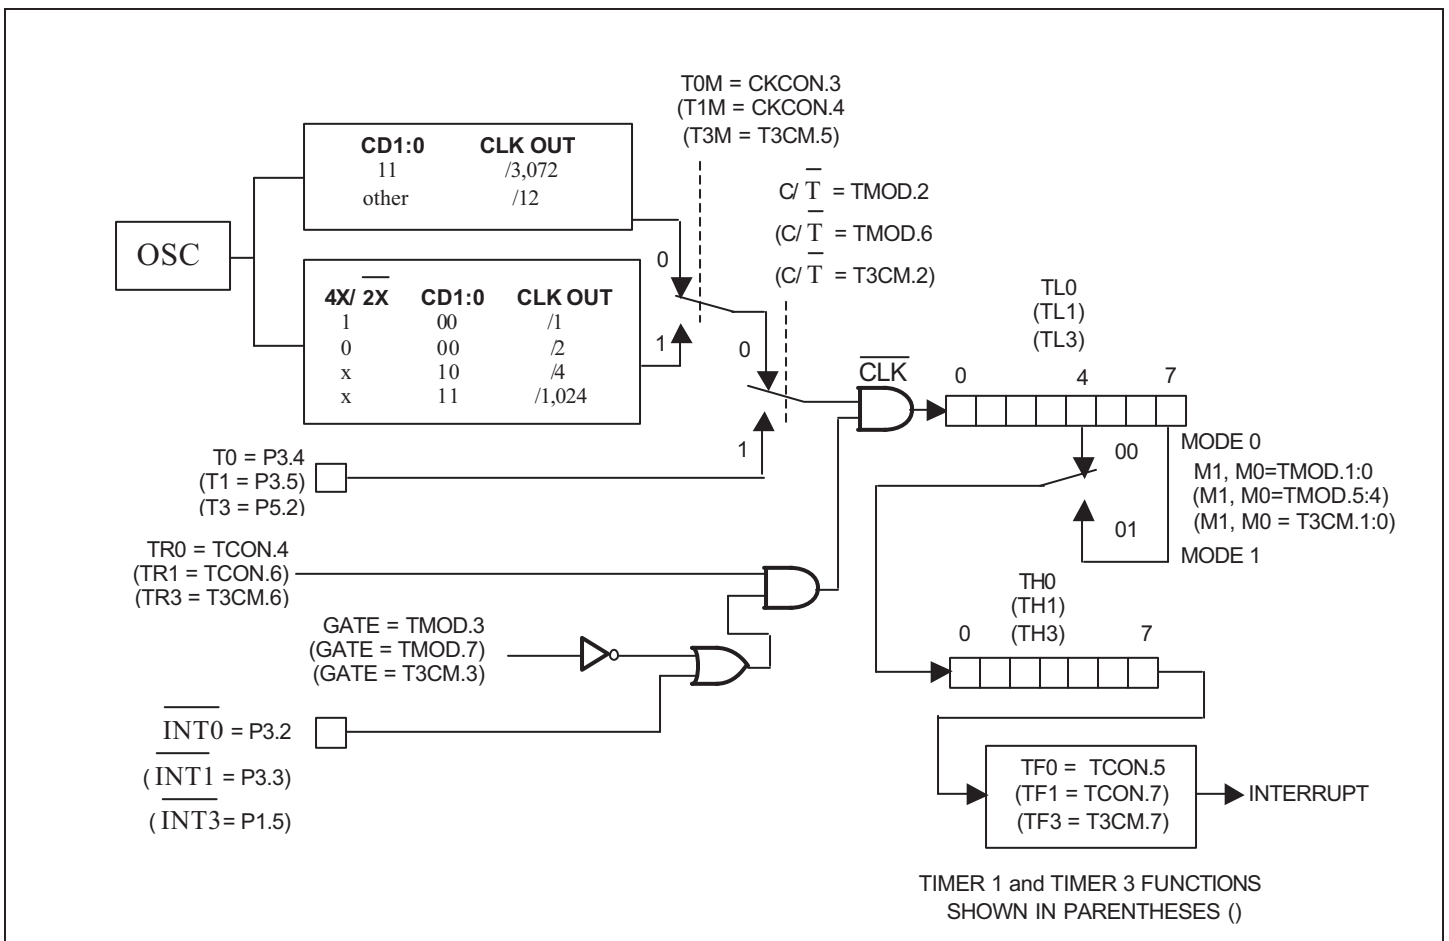 T0M = CKCON.3
(T1M = CKCON.4
(T3M = T3CM.5)
CD1:0 CLK OUT
11 /3,072
other /12
C/ T̅ = TMOD.2
(C/ T̅ = TMOD.6
(C/ T̅ = T3CM.2)
OSC
0
4X/ 2̅X̅ CD1:0 CLK OUT
1 00 /1
0 00 /2
x 10 /4
x 11 /1,024
1
0
1
TL0
(TL1)
(TL3)
C̅L̅K̅
0 4 7
T0 = P3.4
(T1 = P3.5)
(T3 = P5.2)
00
01
MODE 0
M1, M0=TMOD.1:0
(M1, M0=TMOD.5:4)
(M1, M0 = T3CM.1:0)
MODE 1
TR0 = TCON.4
(TR1 = TCON.6)
(TR3 = T3CM.6)
TH0
(TH1)
(TH3)
0 7
GATE = TMOD.3
(GATE = TMOD.7)
(GATE = T3CM.3)
I̅N̅T̅0̅ = P3.2
( I̅N̅T̅1̅ = P3.3)
( I̅N̅T̅3̅ = P1.5)
TF0 = TCON.5
(TF1 = TCON.7)
(TF3 = T3CM.7)
INTERRUPT
TIMER 1 and TIMER 3 FUNCTIONS
SHOWN IN PARENTHESES ()